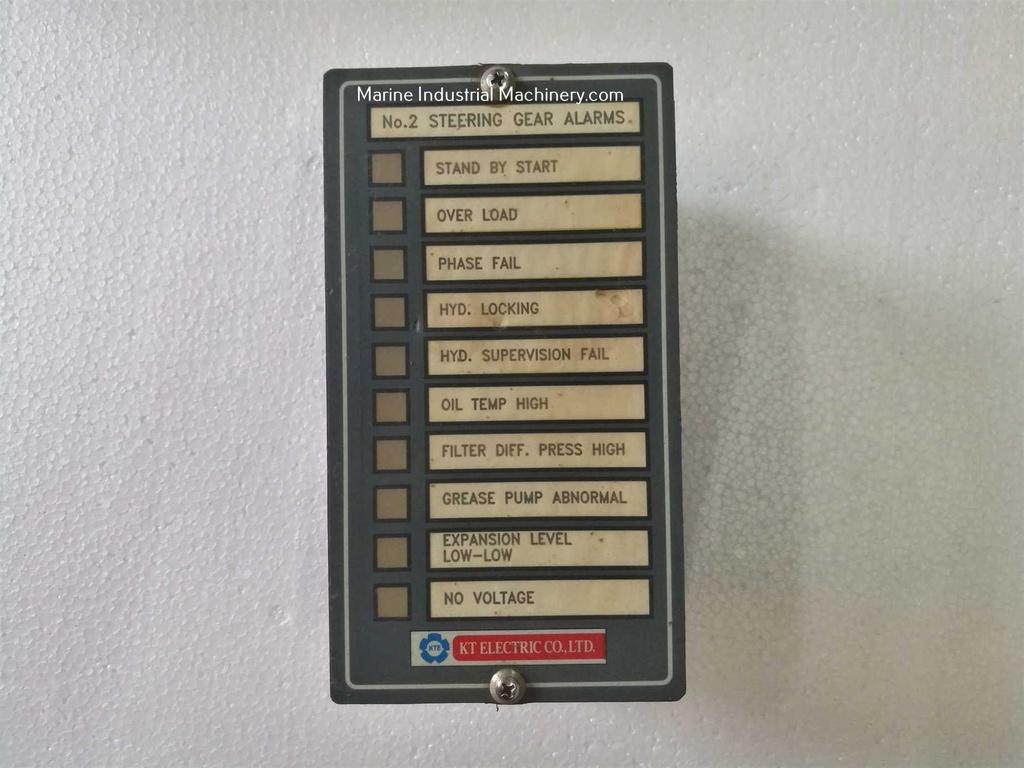 Marine Industrial Machinery.com
No.2 STEERING GEAR ALARMS
STAND BY START
OVER LOAD
PHASE FAIL
HYD. LOCKING
HYD. SUPERVISION FAIL
OIL TEMP HIGH
FILTER DIFF. PRESS HIGH
GREASE PUMP ABNORMAL
EXPANSION LEVEL
LOW-LOW
NO VOLTAGE
KTE KT ELECTRIC CO.,LTD.